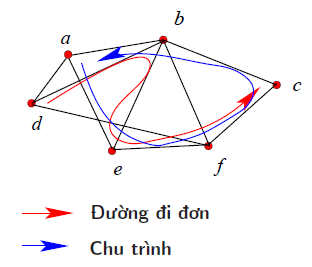 b
a
c
d
e
f
Đường đi đơn
Chu trình